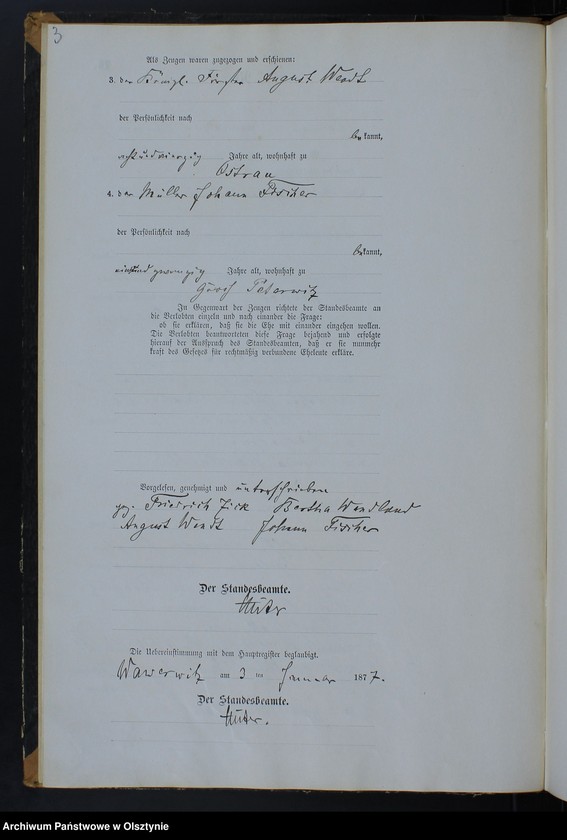 3
Als Zeugen waren zugezogen und erschienen:
3. der Königl. Förster August Wendt
der Persönlichkeit nach
bekannt,
achtundvierzig Jahre alt, wohnhaft zu
Ostrau
4. der Müller Johann Fischer
der Persönlichkeit nach
bekannt,
einundzwanzig Jahre alt, wohnhaft zu
Peterwitz
In Gegenwart der Zeugen richtete der Standesbeamte an
die Verlobten einzeln und nach einander die Frage:
ob sie erklären, daß sie die Ehe mit einander eingehen wollen.
Die Verlobten beantworteten diese Frage bejahend und erfolgte
hierauf der Ausspruch des Standesbeamten, daß er sie nunmehr
kraft des Gesetzes für rechtmäßig verbundene Eheleute erkläre.
Vorgelesen, genehmigt und unterschrieben
gez. Friedrich Bertha Wendland
August Wendt Johann Fischer
Der Standesbeamte.
Die Uebereinstimmung mit dem Hauptregister beglaubigt.
am 3 ten Januar 1877.
Der Standesbeamte.
Archiwum Państwowe w Olsztynie